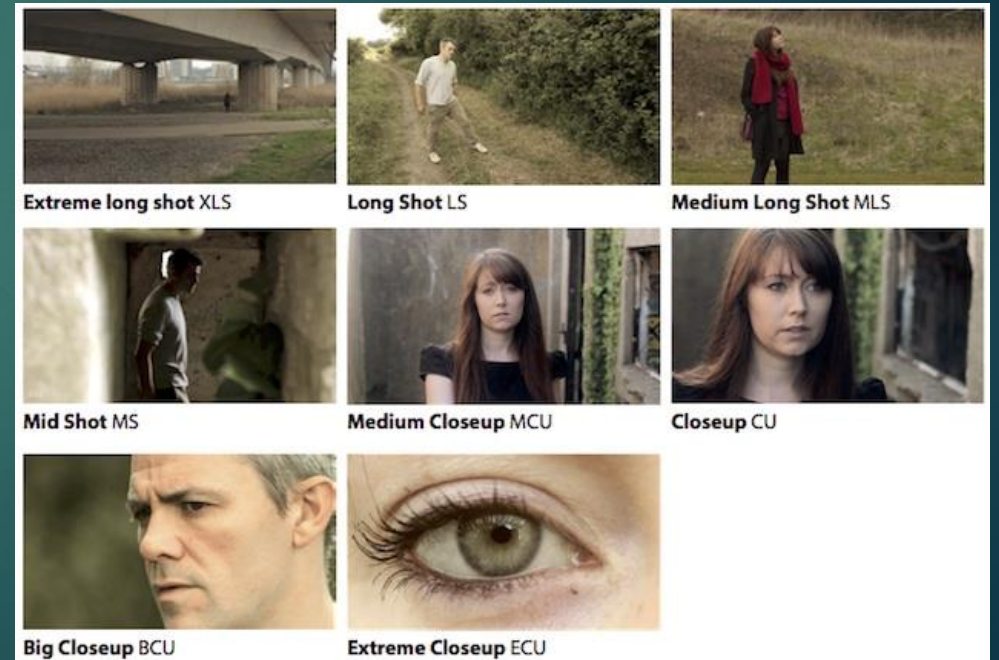 Extreme long shot XLS
Long Shot LS
Medium Long Shot MLS
Mid Shot MS
Medium Closeup MCU
Closeup CU
Big Closeup BCU
Extreme Closeup ECU